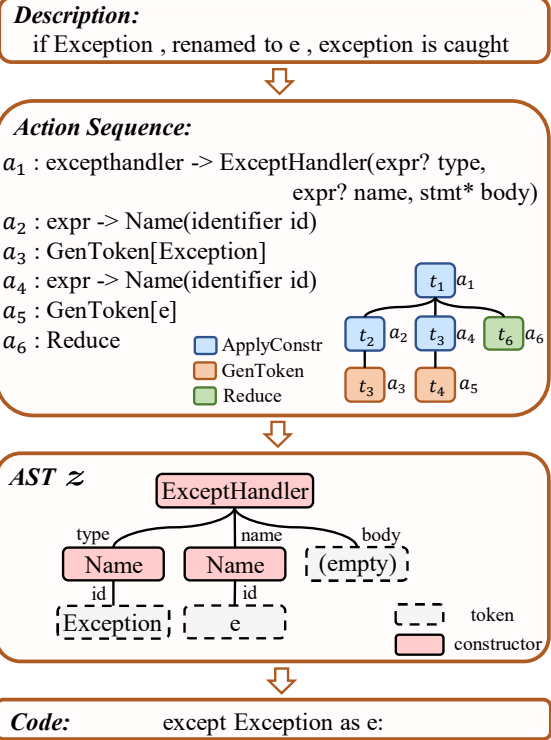 Description:
if Exception , renamed to e , exception is caught
Action Sequence:
a₁ : excepthandler -> ExceptHandler(expr? type,
expr? name, stmt* body)
a₂ : expr -> Name(identifier id)
a₃ : GenToken[Exception]
a₄ : expr -> Name(identifier id)
a₅ : GenToken[e]
a₆ : Reduce
ApplyConstr
GenToken
Reduce
t₁ a₁
t₂ a₂ t₃ a₄ t₆ a₆
t₃ a₃ t₄ a₅
AST z
ExceptHandler
type name body
Name Name (empty)
id id
Exception e
token
constructor
Code: except Exception as e: